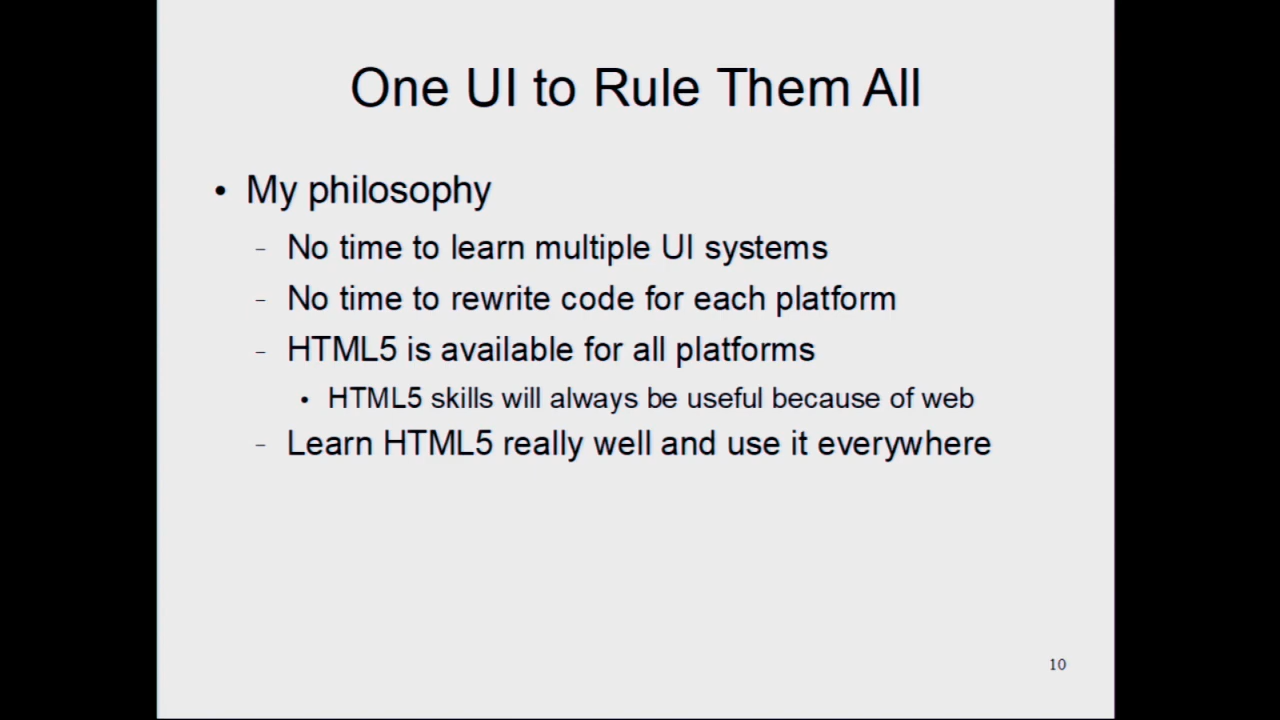 One UI to Rule Them All
• My philosophy
– No time to learn multiple UI systems
– No time to rewrite code for each platform
– HTML5 is available for all platforms
• HTML5 skills will always be useful because of web
– Learn HTML5 really well and use it everywhere
10